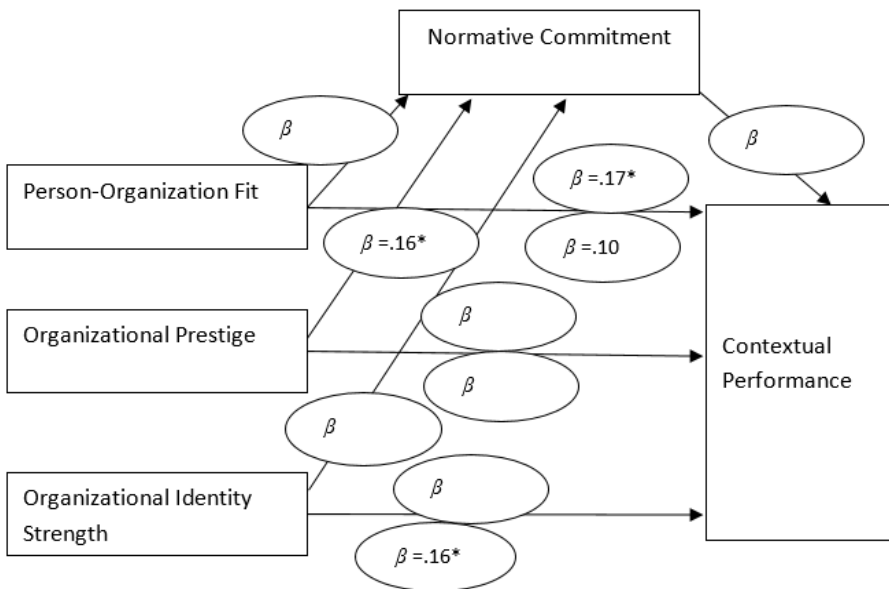 Normative Commitment
β
β
Person-Organization Fit
β =.17*
β =.16*
β =.10
Organizational Prestige
β
Contextual
Performance
β
β
Organizational Identity
Strength
β
β =.16*